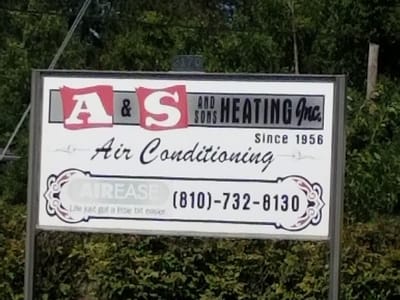 A & S AND SONS HEATING Inc.
Since 1956
Air Conditioning
AIREASE
Life just got a little bit easier.
(810)-732-8130